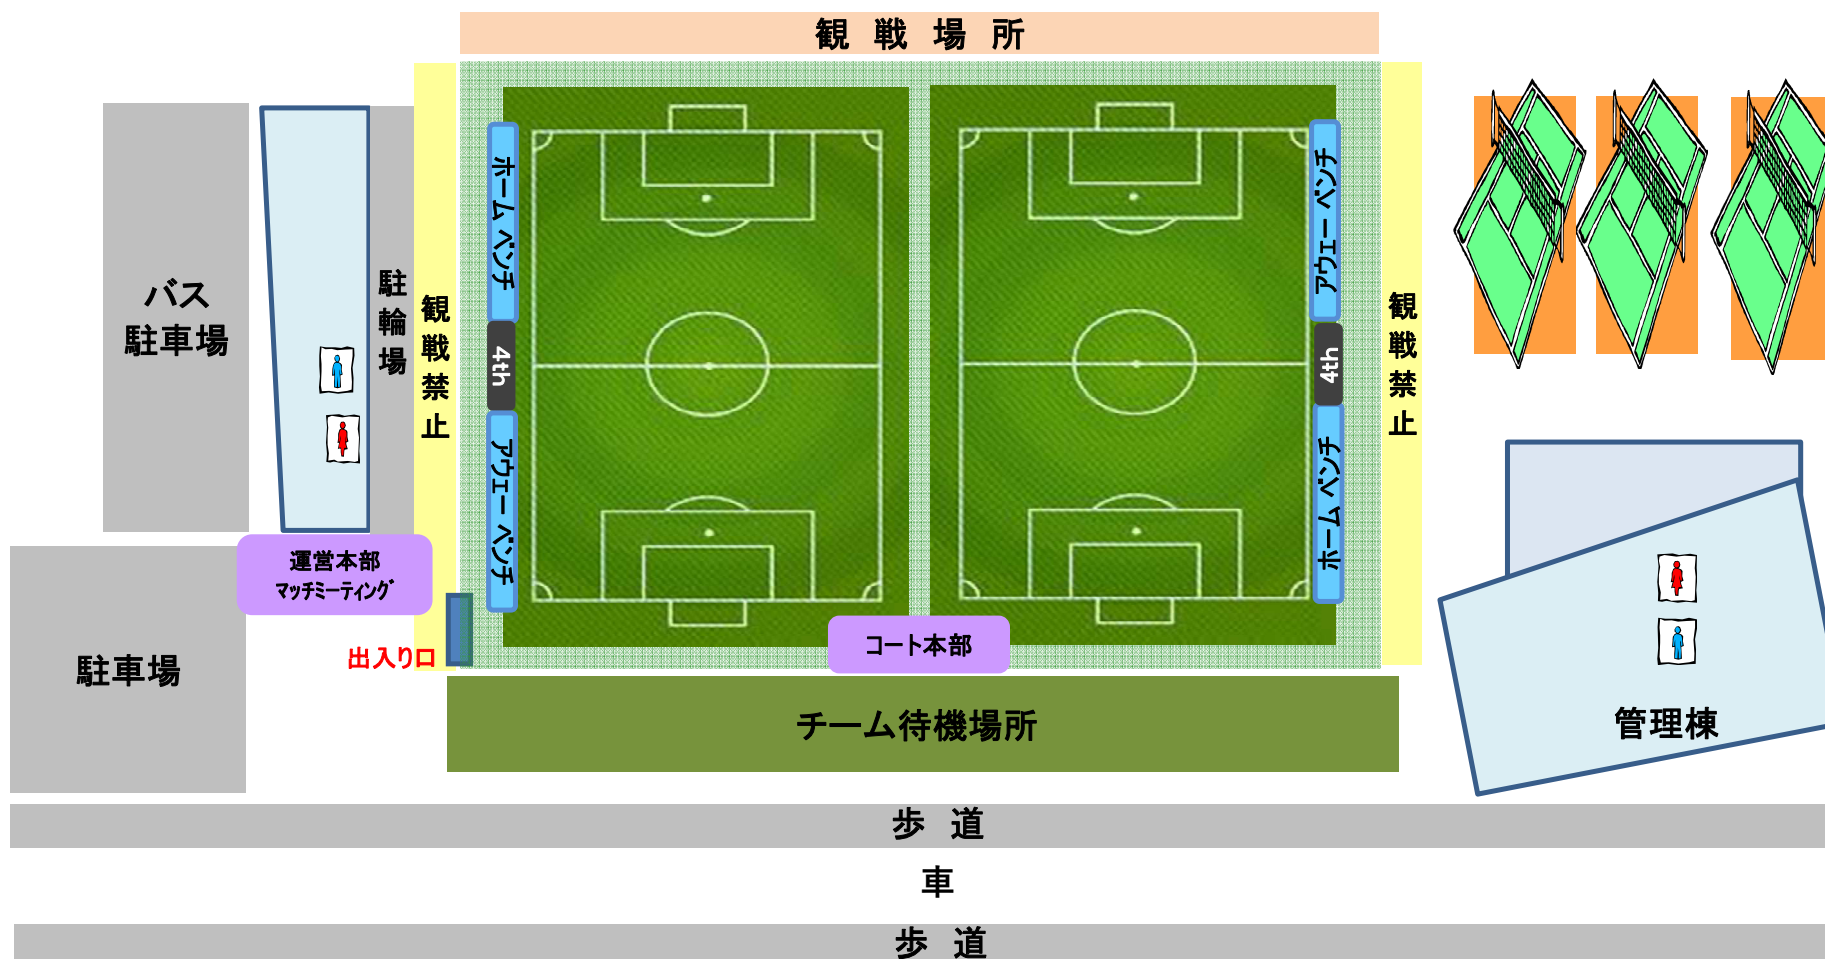 観 戦 場 所
ホーム ベンチ
4th
アウェー ベンチ
アウェー ベンチ
4th
ホーム ベンチ
バス
駐車場
駐輪場
観戦禁止
観戦禁止
運営本部
マッチミーティング
出入り口
コート本部
駐車場
チーム待機場所
管理棟
歩 道
車
歩 道